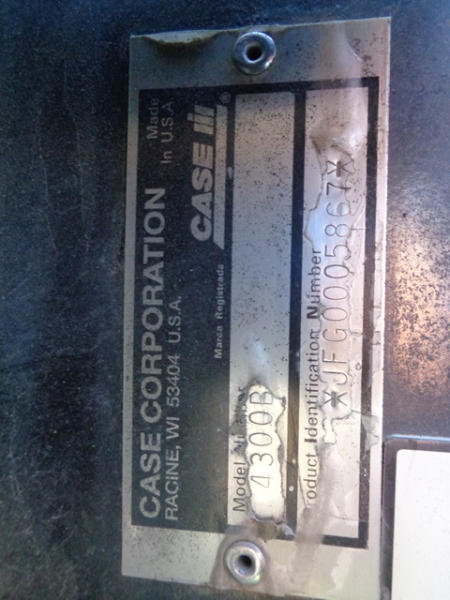 CASE CORPORATION
RACINE, WI 53404 U.S.A.
Made
In U.S.A.
Marca Registrada
CASE IH
®
Model Number
4300B
Product Identification Number
*JFG0005867*